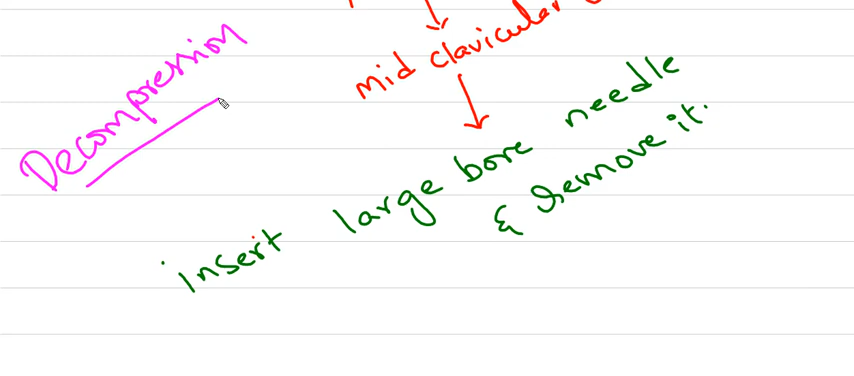 Decompression
mid clavicular
insert large bore needle
& remove it.